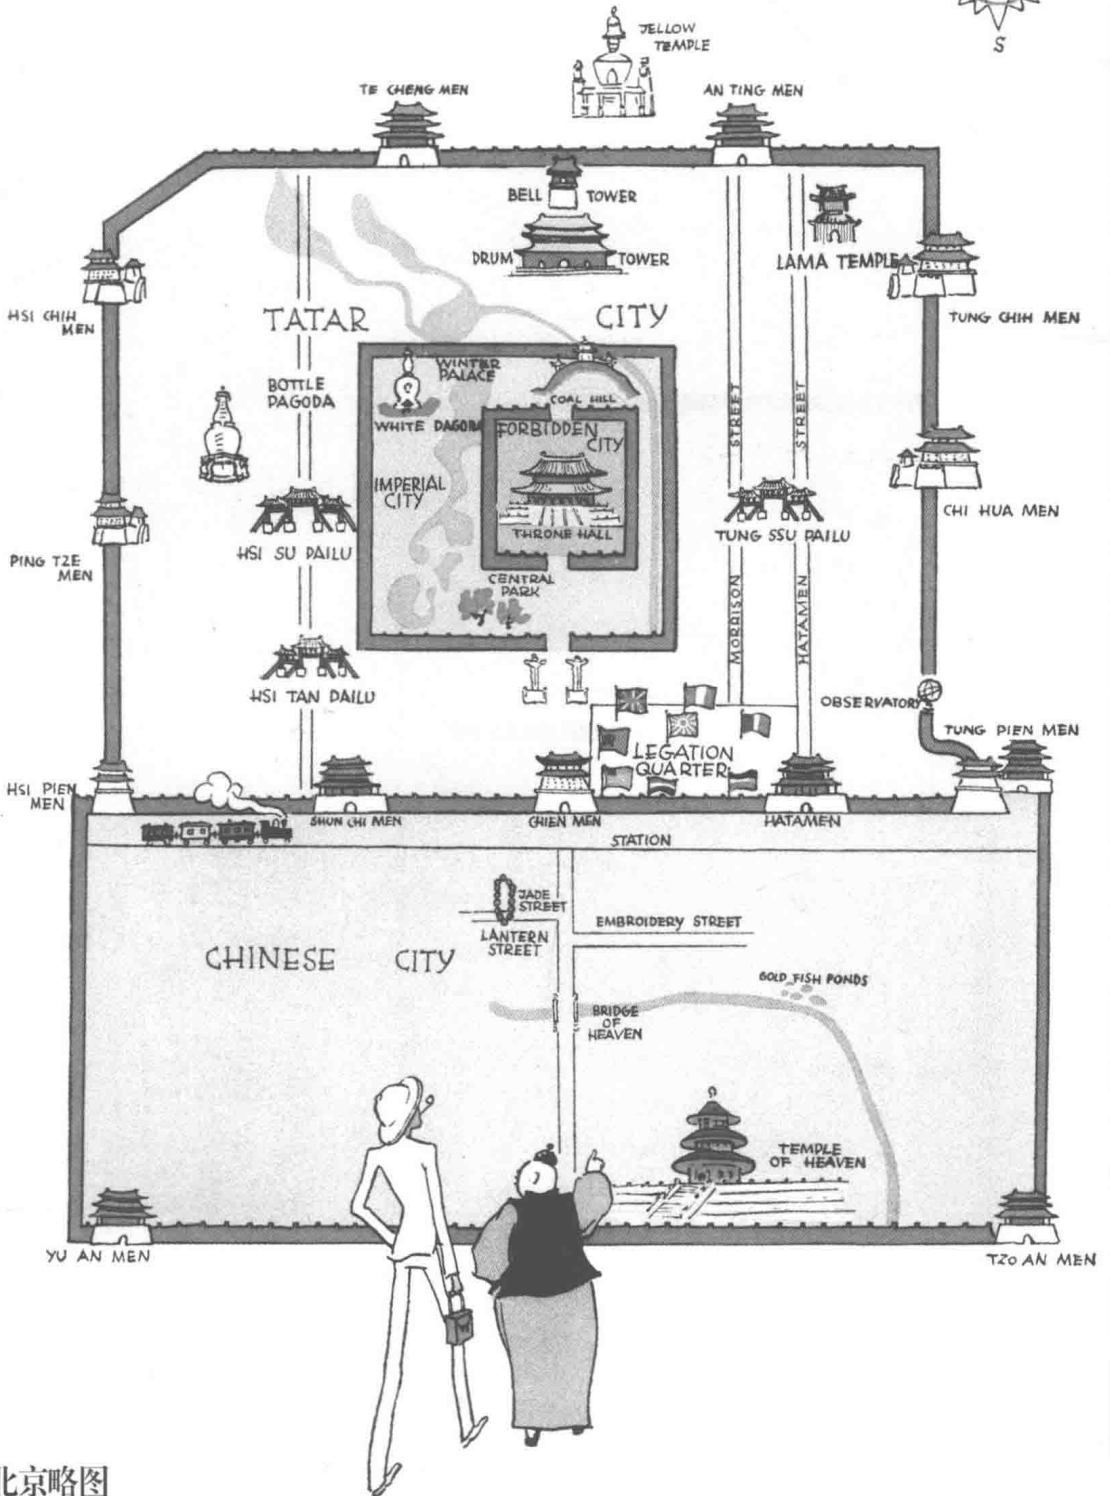 S
JELLOW
TEMPLE
TE CHENG MEN
AN TING MEN
BELL TOWER
DRUM TOWER
LAMA TEMPLE
HSI CHIH
MEN
TATAR CITY
TUNG CHIH MEN
BOTTLE
PAGODA
WINTER
PALACE
COAL HILL
WHITE DAGOBA
FORBIDDEN
CITY
STREET
STREET
IMPERIAL
CITY
THRONE HALL
HSI SU PAILU
TUNG SSU PAILU
CHI HUA MEN
PING TZE
MEN
CENTRAL
PARK
MORRISON
HATAMEN
HSI TAN PAILU
OBSERVATORY
TUNG PIEN MEN
LEGATION
QUARTER
HSI PIEN
MEN
SHUN CHI MEN
CHIEN MEN
HATAMEN
STATION
JADE
STREET
LANTERN
STREET
EMBROIDERY STREET
CHINESE CITY
GOLD FISH PONDS
BRIDGE
OF
HEAVEN
TEMPLE
OF HEAVEN
YU AN MEN
TZO AN MEN
北京略图